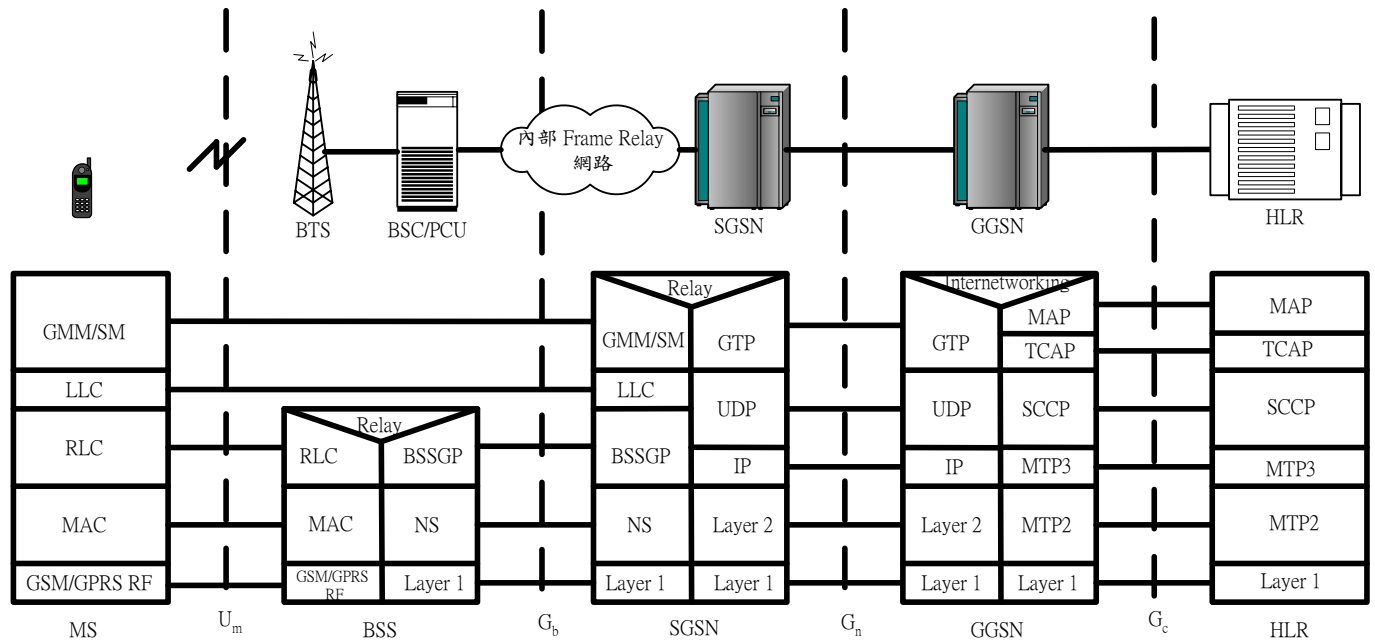 內部 Frame Relay
網路
BTS
BSC/PCU
SGSN
GGSN
HLR
GMM/SM
LLC
RLC
MAC
GSM/GPRS RF
Relay
RLC
BSSGP
MAC
NS
GSM/GPRS
RF
Layer 1
Relay
GMM/SM
GTP
LLC
UDP
BSSGP
IP
NS
Layer 2
Layer 1
Layer 1
Internetworking
GTP
MAP
TCAP
UDP
SCCP
IP
MTP3
Layer 2
MTP2
Layer 1
Layer 1
MAP
TCAP
SCCP
MTP3
MTP2
Layer 1
MS
Um
BSS
Gb
SGSN
Gn
GGSN
Gc
HLR